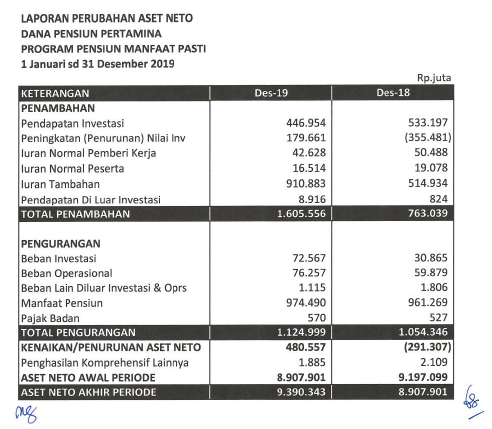 LAPORAN PERUBAHAN ASET NETO
DANA PENSIUN PERTAMINA
PROGRAM PENSIUN MANFAAT PASTI
1 Januari sd 31 Desember 2019
Rp.juta
KETERANGAN Des-19 Des-18
PENAMBAHAN
Pendapatan Investasi 446.954 533.197
Peningkatan (Penurunan) Nilai Inv 179.661 (355.481)
Iuran Normal Pemberi Kerja 42.628 50.488
Iuran Normal Peserta 16.514 19.078
Iuran Tambahan 910.883 514.934
Pendapatan Di Luar Investasi 8.916 824
TOTAL PENAMBAHAN 1.605.556 763.039
PENGURANGAN
Beban Investasi 72.567 30.865
Beban Operasional 76.257 59.879
Beban Lain Diluar Investasi & Oprs 1.115 1.806
Manfaat Pensiun 974.490 961.269
Pajak Badan 570 527
TOTAL PENGURANGAN 1.124.999 1.054.346
KENAIKAN/PENURUNAN ASET NETO 480.557 (291.307)
Penghasilan Komprehensif Lainnya 1.885 2.109
ASET NETO AWAL PERIODE 8.907.901 9.197.099
ASET NETO AKHIR PERIODE 9.390.343 8.907.901